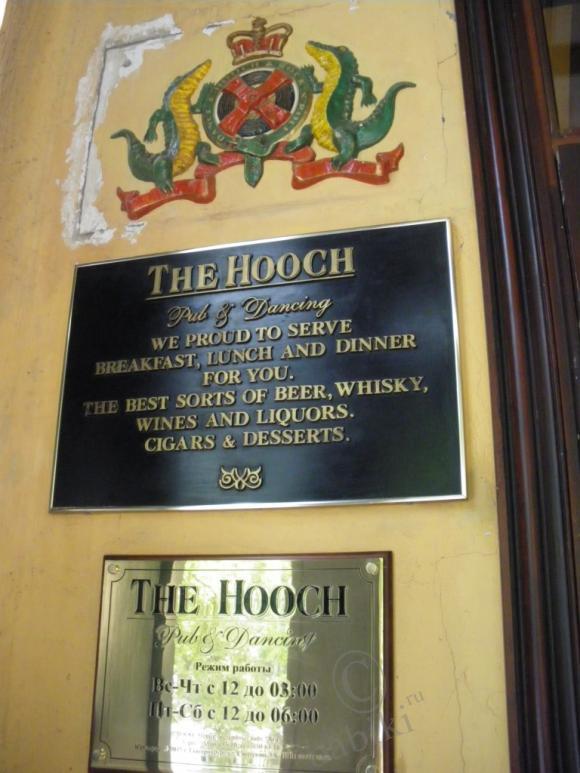 THE HOOCH
Pub & Dancing
WE PROUD TO SERVE
BREAKFAST, LUNCH AND DINNER
FOR YOU.
THE BEST SORTS OF BEER, WHISKY,
WINES AND LIQUORS.
CIGARS & DESSERTS.
THE HOOCH
Pub & Dancing
Режим работы
Вс-Чт с 12 до 03:00
Пт-Сб с 12 до 06:00